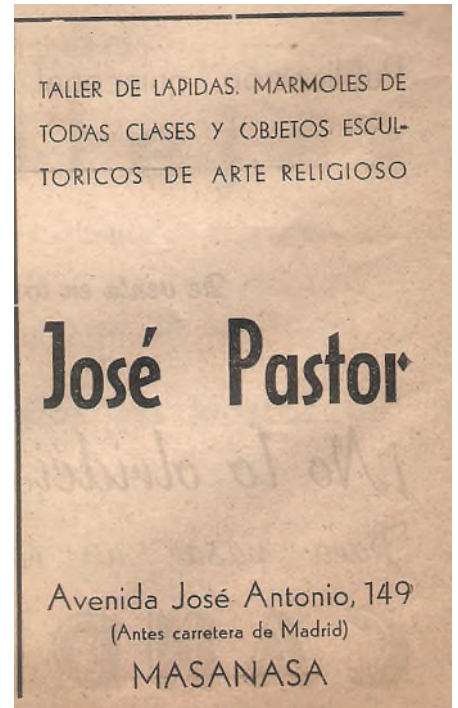 TALLER DE LAPIDAS. MARMOLES DE
TODAS CLASES Y OBJETOS ESCUL-
TORICOS DE ARTE RELIGIOSO
José Pastor
Avenida José Antonio, 149
(Antes carretera de Madrid)
MASANASA